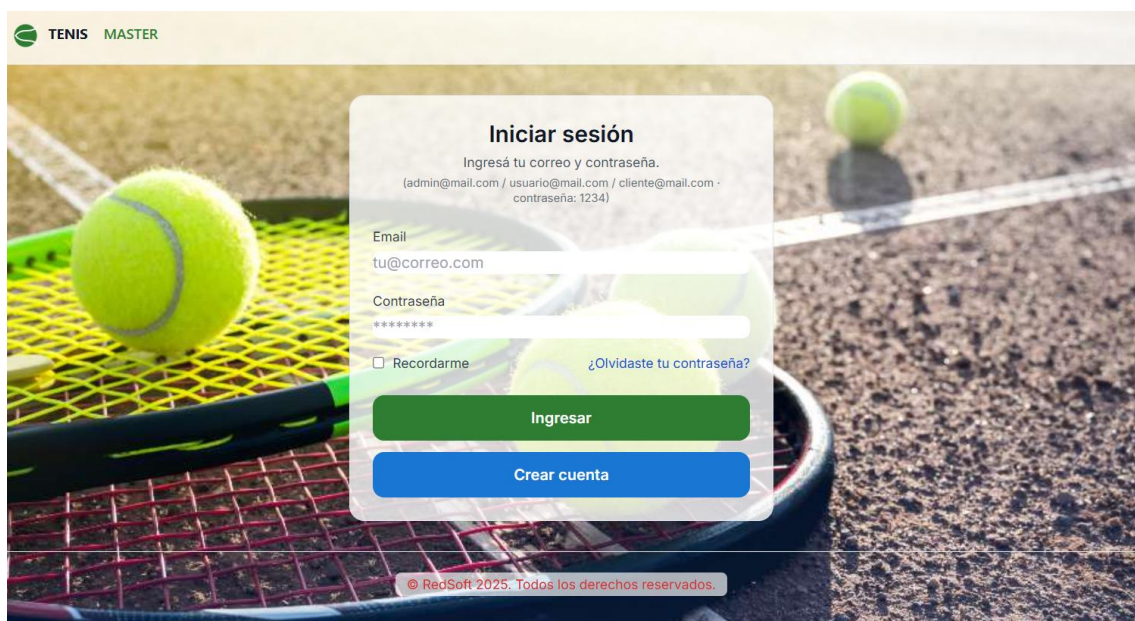 TENIS MASTER
Iniciar sesión
Ingresá tu correo y contraseña.
(admin@mail.com / usuario@mail.com / cliente@mail.com ·
contraseña: 1234)
Email
tu@correo.com
Contraseña
********
Recordarme ¿Olvidaste tu contraseña?
Ingresar
Crear cuenta
© RedSoft 2025. Todos los derechos reservados.